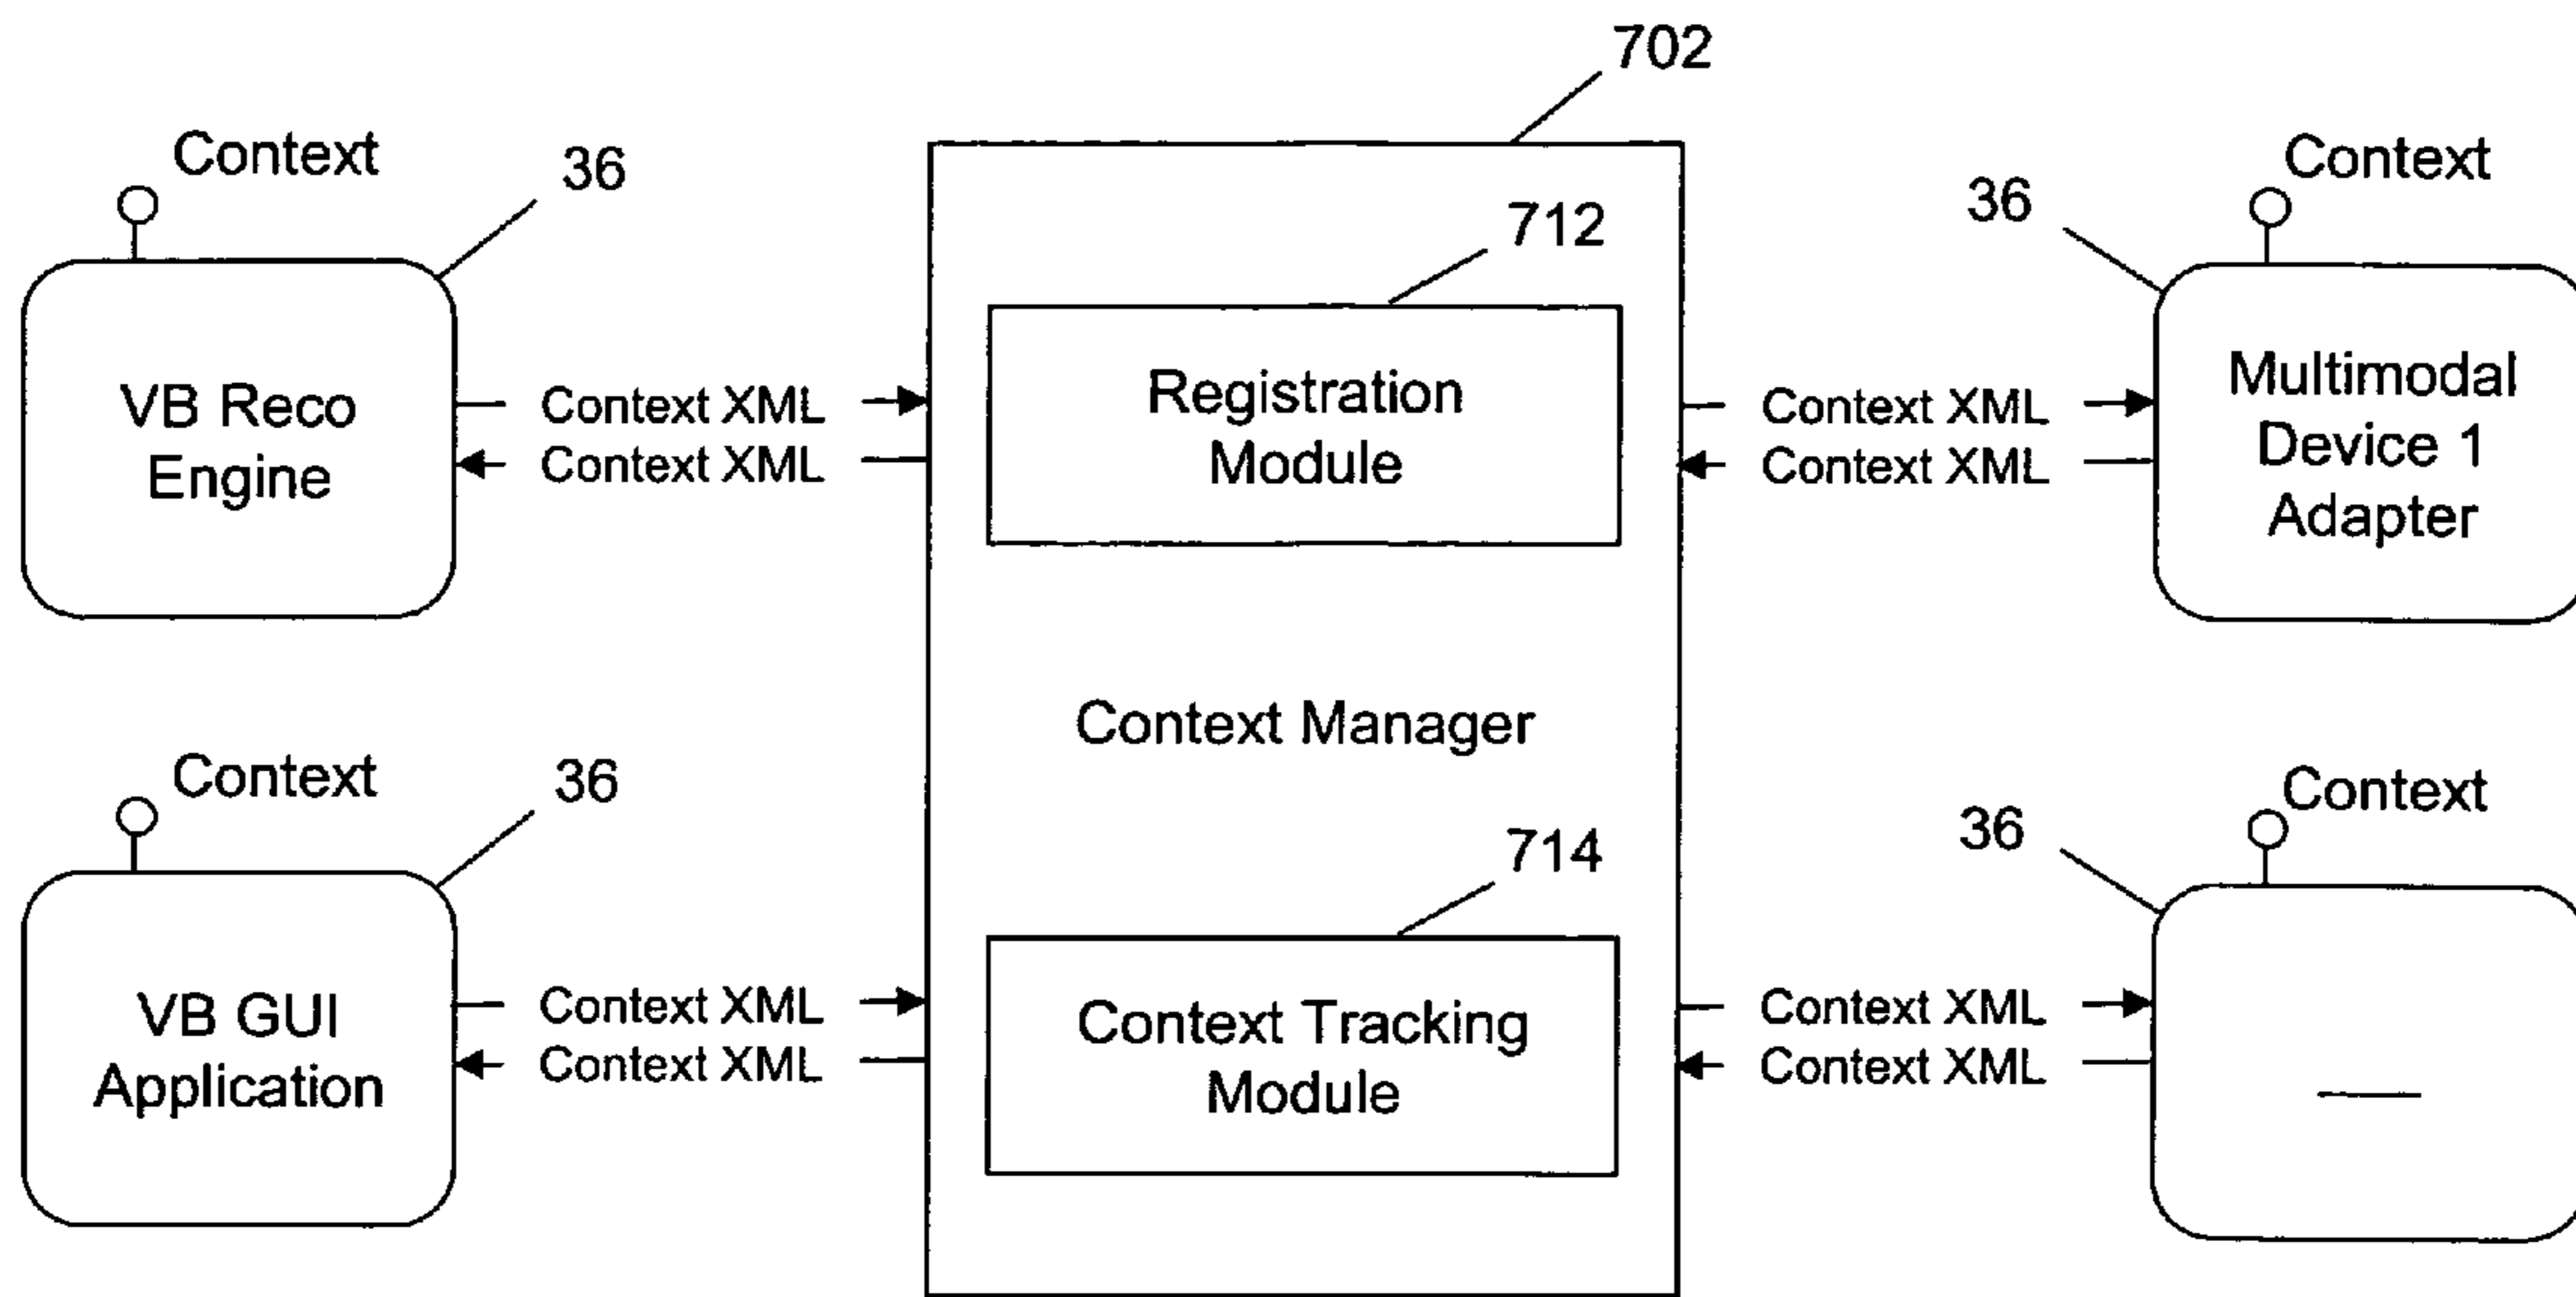 702
Context
36
VB Reco
Engine
Context XML
Context XML
712
Registration
Module
Context Manager
714
Context Tracking
Module
Context
36
VB GUI
Application
Context XML
Context XML
Context
36
Multimodal
Device 1
Adapter
Context XML
Context XML
Context
36
Context XML
Context XML